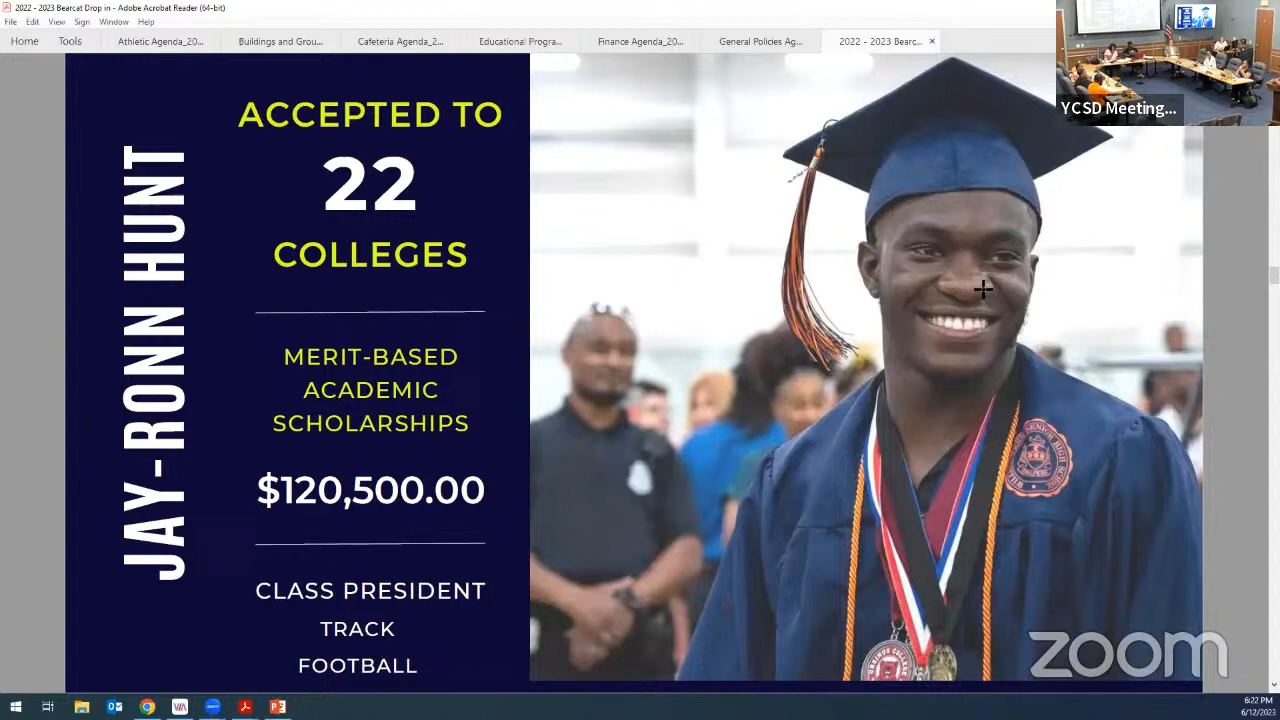 2022 - 2023 Bearcat Drop in - Adobe Acrobat Reader (64-bit)
File Edit View Sign Window Help
Home Tools Athletic Agenda_20... Buildings and Grou... Cafeteria Agenda_2... Educational Progra... Finance Agenda_20... General Policies Ag... 2022 - 2023 Bearc... ×
YCSD Meeting...
JAY-RONN HUNT
ACCEPTED TO
22
COLLEGES
MERIT-BASED
ACADEMIC
SCHOLARSHIPS
$120,500.00
CLASS PRESIDENT
TRACK
FOOTBALL
SENIOR HIGH
zoom
6:22 PM
6/12/2023